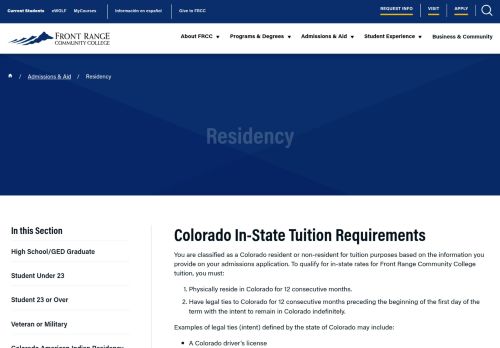 Current Students eWOLF MyCourses Información en español Give to FRCC REQUEST INFO VISIT APPLY
FRONT RANGE
COMMUNITY COLLEGE
About FRCC Programs & Degrees Admissions & Aid Student Experience Business & Community
/ Admissions & Aid / Residency
Residency
In this Section
High School/GED Graduate
Student Under 23
Student 23 or Over
Veteran or Military
Colorado American Indian Residency
Colorado In-State Tuition Requirements
You are classified as a Colorado resident or non-resident for tuition purposes based on the information you
provide on your admissions application. To qualify for in-state rates for Front Range Community College
tuition, you must:
1. Physically reside in Colorado for 12 consecutive months.
2. Have legal ties to Colorado for 12 consecutive months preceding the beginning of the first day of the
term with the intent to remain in Colorado indefinitely.
Examples of legal ties (intent) defined by the state of Colorado may include:
• A Colorado driver's license